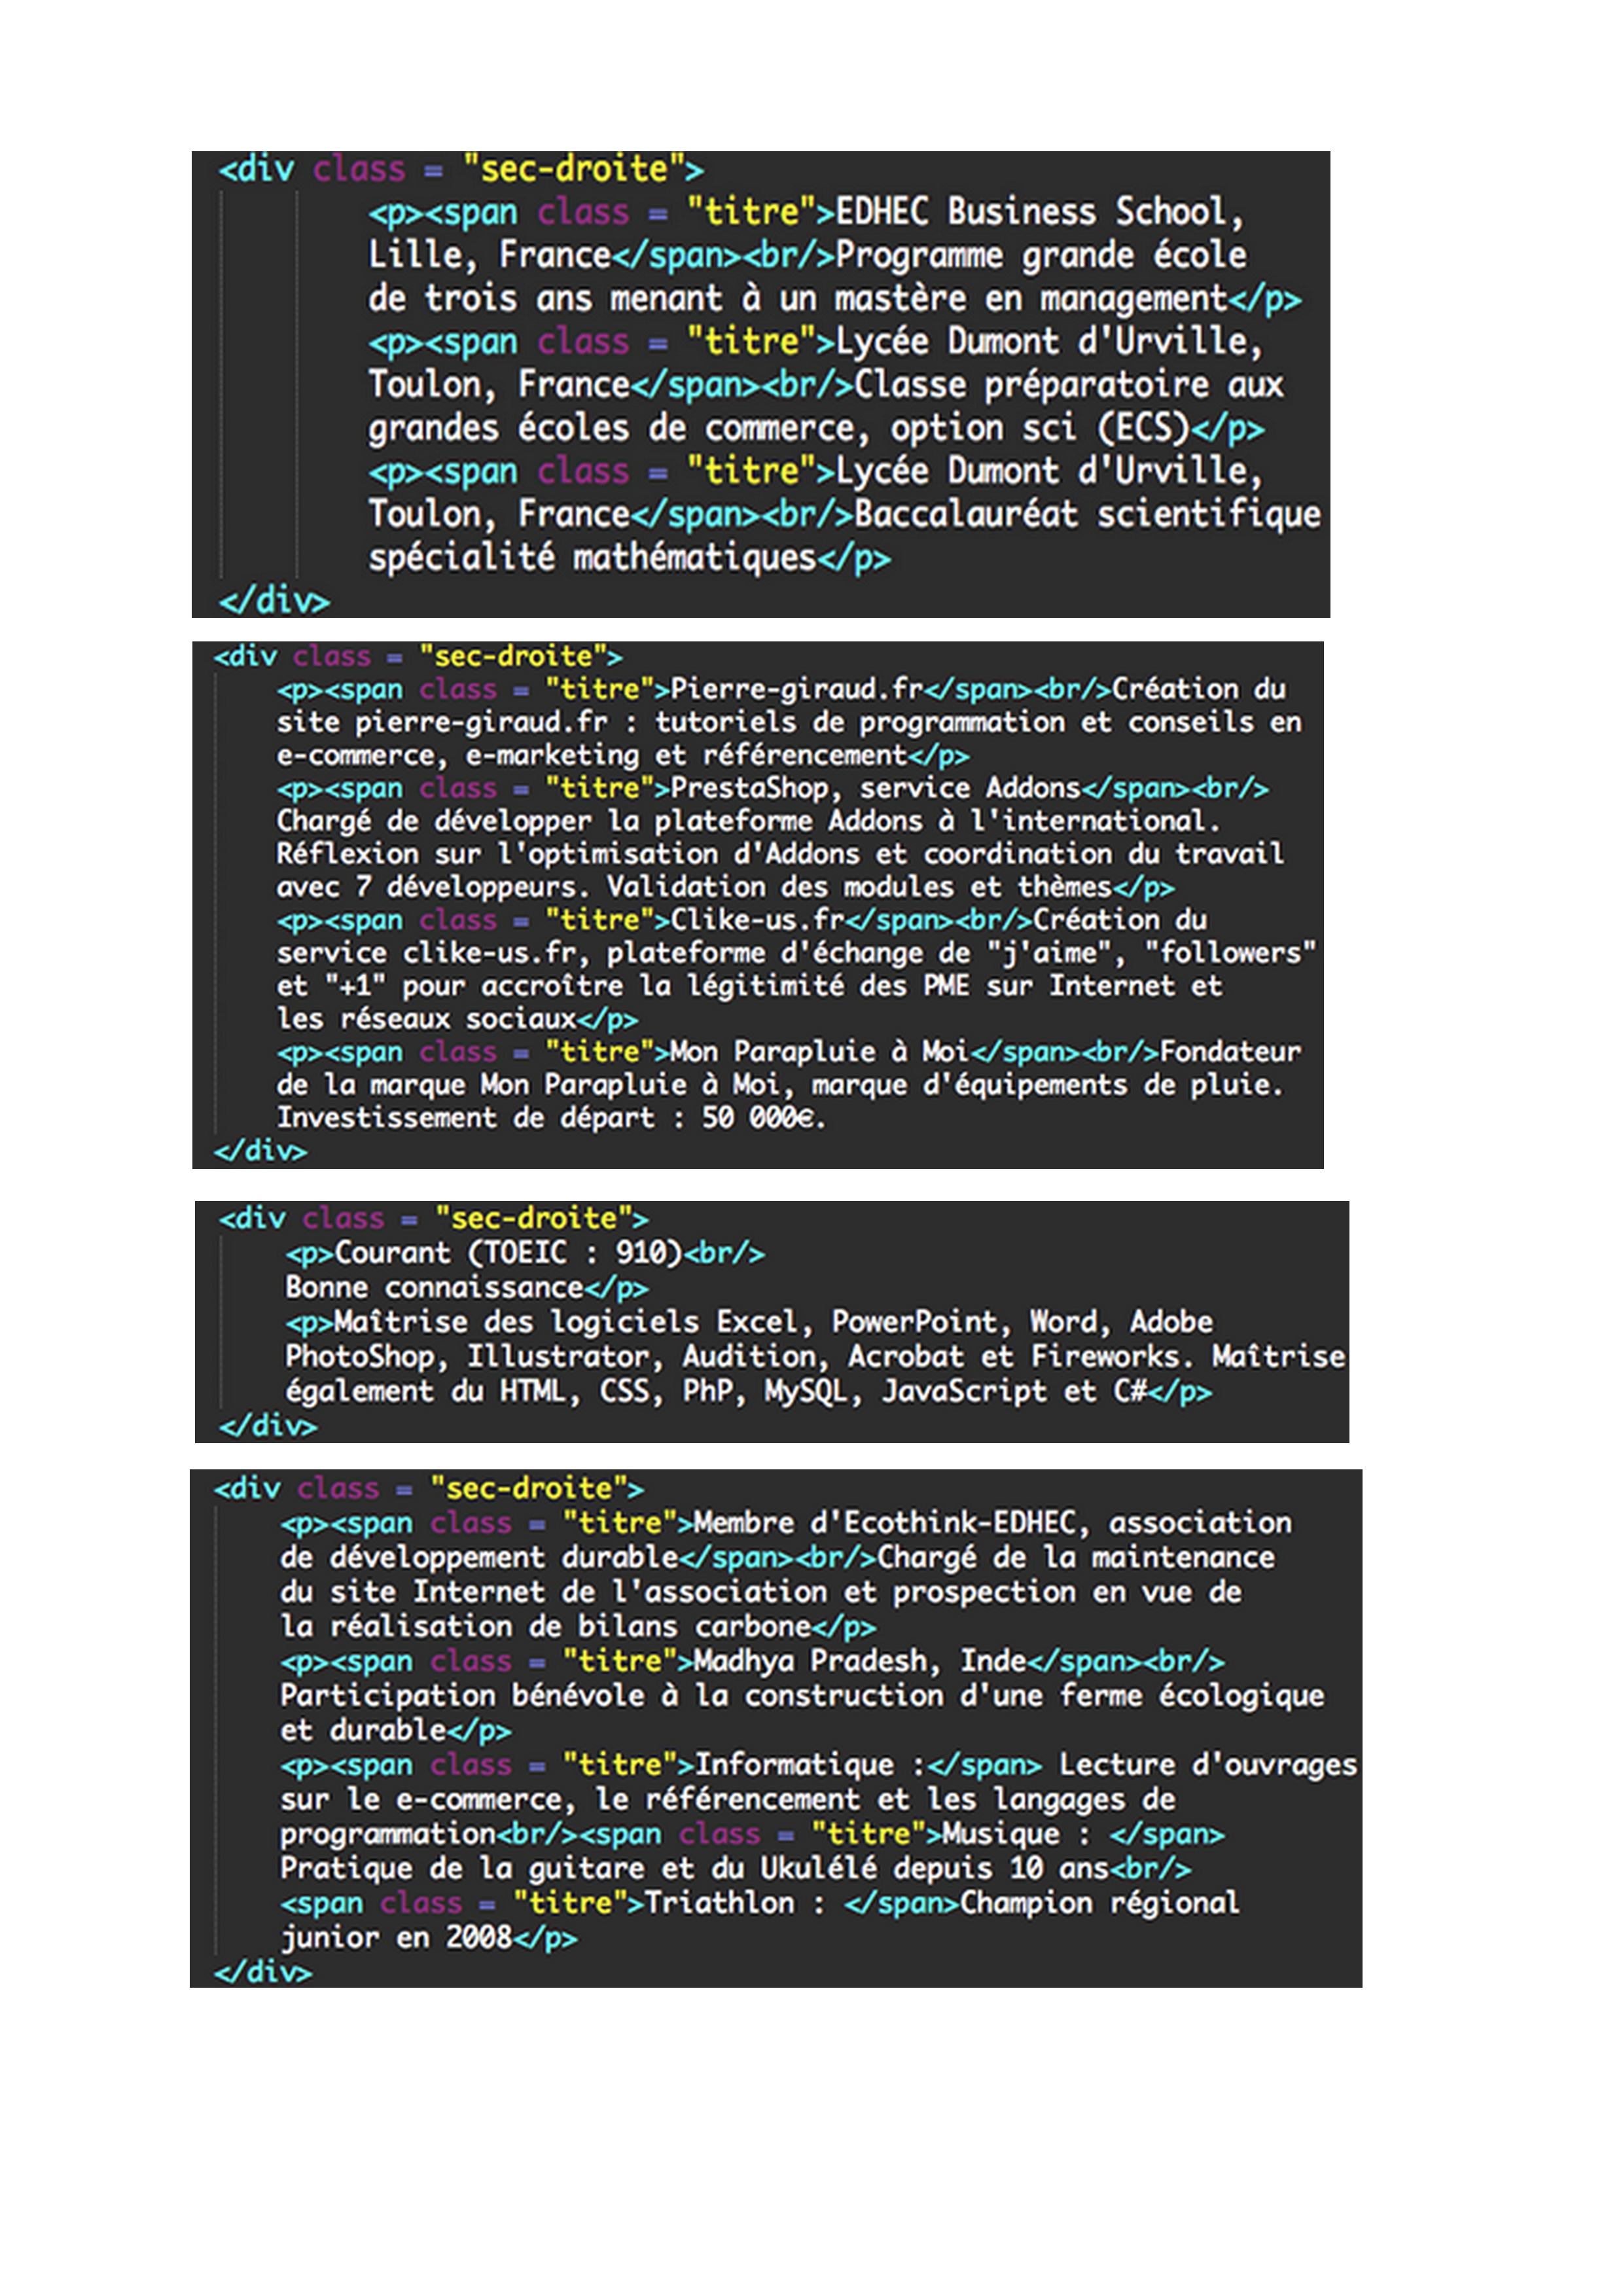 <div class = "sec-droite">
<p><span class = "titre">EDHEC Business School,
Lille, France</span><br/>Programme grande école
de trois ans menant à un mastère en management</p>
<p><span class = "titre">Lycée Dumont d'Urville,
Toulon, France</span><br/>Classe préparatoire aux
grandes écoles de commerce, option sci (ECS)</p>
<p><span class = "titre">Lycée Dumont d'Urville,
Toulon, France</span><br/>Baccalauréat scientifique
spécialité mathématiques</p>
</div>
<div class = "sec-droite">
<p><span class = "titre">Pierre-giraud.fr</span><br/>Création du
site pierre-giraud.fr : tutoriels de programmation et conseils en
e-commerce, e-marketing et référencement</p>
<p><span class = "titre">PrestaShop, service Addons</span><br/>
Chargé de développer la plateforme Addons à l'international.
Réflexion sur l'optimisation d'Addons et coordination du travail
avec 7 développeurs. Validation des modules et thèmes</p>
<p><span class = "titre">Clike-us.fr</span><br/>Création du
service clike-us.fr, plateforme d'échange de "j'aime", "followers"
et "+1" pour accroître la légitimité des PME sur Internet et
les réseaux sociaux</p>
<p><span class = "titre">Mon Parapluie à Moi</span><br/>Fondateur
de la marque Mon Parapluie à Moi, marque d'équipements de pluie.
Investissement de départ : 50 000€.
</div>
<div class = "sec-droite">
<p>Courant (TOEIC : 910)<br/>
Bonne connaissance</p>
<p>Maîtrise des logiciels Excel, PowerPoint, Word, Adobe
PhotoShop, Illustrator, Audition, Acrobat et Fireworks. Maîtrise
également du HTML, CSS, PhP, MySQL, JavaScript et C#</p>
</div>
<div class = "sec-droite">
<p><span class = "titre">Membre d'Ecothink-EDHEC, association
de développement durable</span><br/>Chargé de la maintenance
du site Internet de l'association et prospection en vue de
la réalisation de bilans carbone</p>
<p><span class = "titre">Madhya Pradesh, Inde</span><br/>
Participation bénévole à la construction d'une ferme écologique
et durable</p>
<p><span class = "titre">Informatique :</span> Lecture d'ouvrages
sur le e-commerce, le référencement et les langages de
programmation<br/><span class = "titre">Musique : </span>
Pratique de la guitare et du Ukulélé depuis 10 ans<br/>
<span class = "titre">Triathlon : </span>Champion régional
junior en 2008</p>
</div>